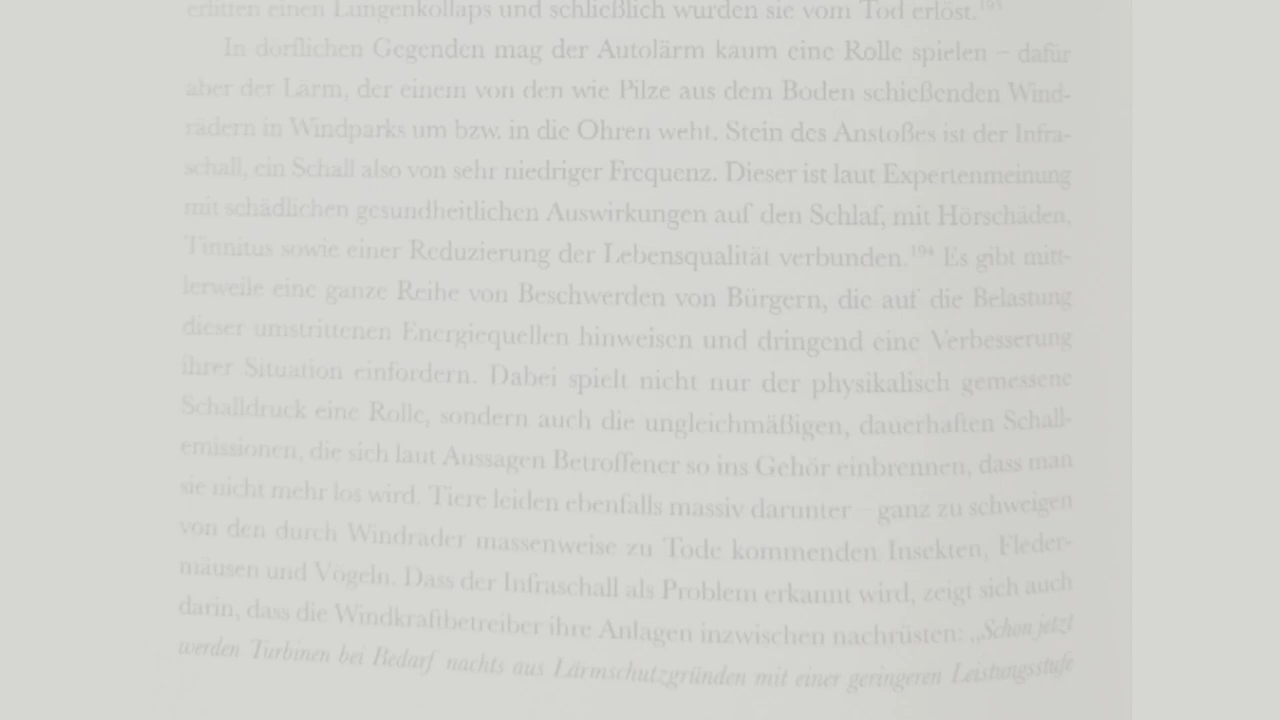 erlitten einen Lungenkollaps und schließlich wurden sie vom Tod erlöst.193
In dörflichen Gegenden mag der Autolärm kaum eine Rolle spielen – dafür
aber der Lärm, der einem von den wie Pilze aus dem Boden schießenden Wind-
rädern in Windparks um bzw. in die Ohren weht. Stein des Anstoßes ist der Infra-
schall, ein Schall also von sehr niedriger Frequenz. Dieser ist laut Expertenmeinung
mit schädlichen gesundheitlichen Auswirkungen auf den Schlaf, mit Hörschäden,
Tinnitus sowie einer Reduzierung der Lebensqualität verbunden.194 Es gibt mitt-
lerweile eine ganze Reihe von Beschwerden von Bürgern, die auf die Belastung
dieser umstrittenen Energiequellen hinweisen und dringend eine Verbesserung
ihrer Situation einfordern. Dabei spielt nicht nur der physikalisch gemessene
Schalldruck eine Rolle, sondern auch die ungleichmäßigen, dauerhaften Schall-
emissionen, die sich laut Aussagen Betroffener so ins Gehör einbrennen, dass man
sie nicht mehr los wird. Tiere leiden ebenfalls massiv darunter – ganz zu schweigen
von den durch Windräder massenweise zu Tode kommenden Insekten, Fleder-
mäusen und Vögeln. Dass der Infraschall als Problem erkannt wird, zeigt sich auch
darin, dass die Windkraftbetreiber ihre Anlagen inzwischen nachrüsten: „Schon jetzt
werden Turbinen bei Bedarf nachts aus Lärmschutzgründen mit einer geringeren Leistungsstufe